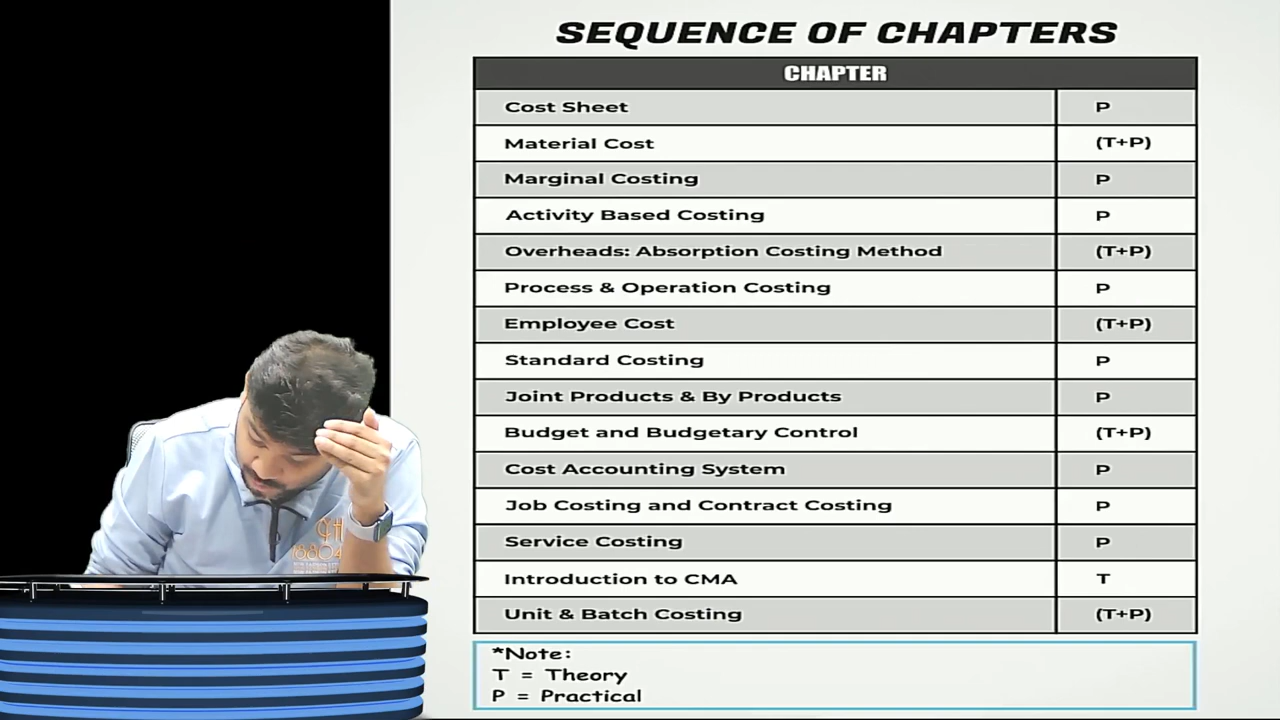 SEQUENCE OF CHAPTERS
CHAPTER
Cost Sheet P
Material Cost (T+P)
Marginal Costing P
Activity Based Costing P
Overheads: Absorption Costing Method (T+P)
Process & Operation Costing P
Employee Cost (T+P)
Standard Costing P
Joint Products & By Products P
Budget and Budgetary Control (T+P)
Cost Accounting System P
Job Costing and Contract Costing P
Service Costing P
Introduction to CMA T
Unit & Batch Costing (T+P)
*Note:
T = Theory
P = Practical